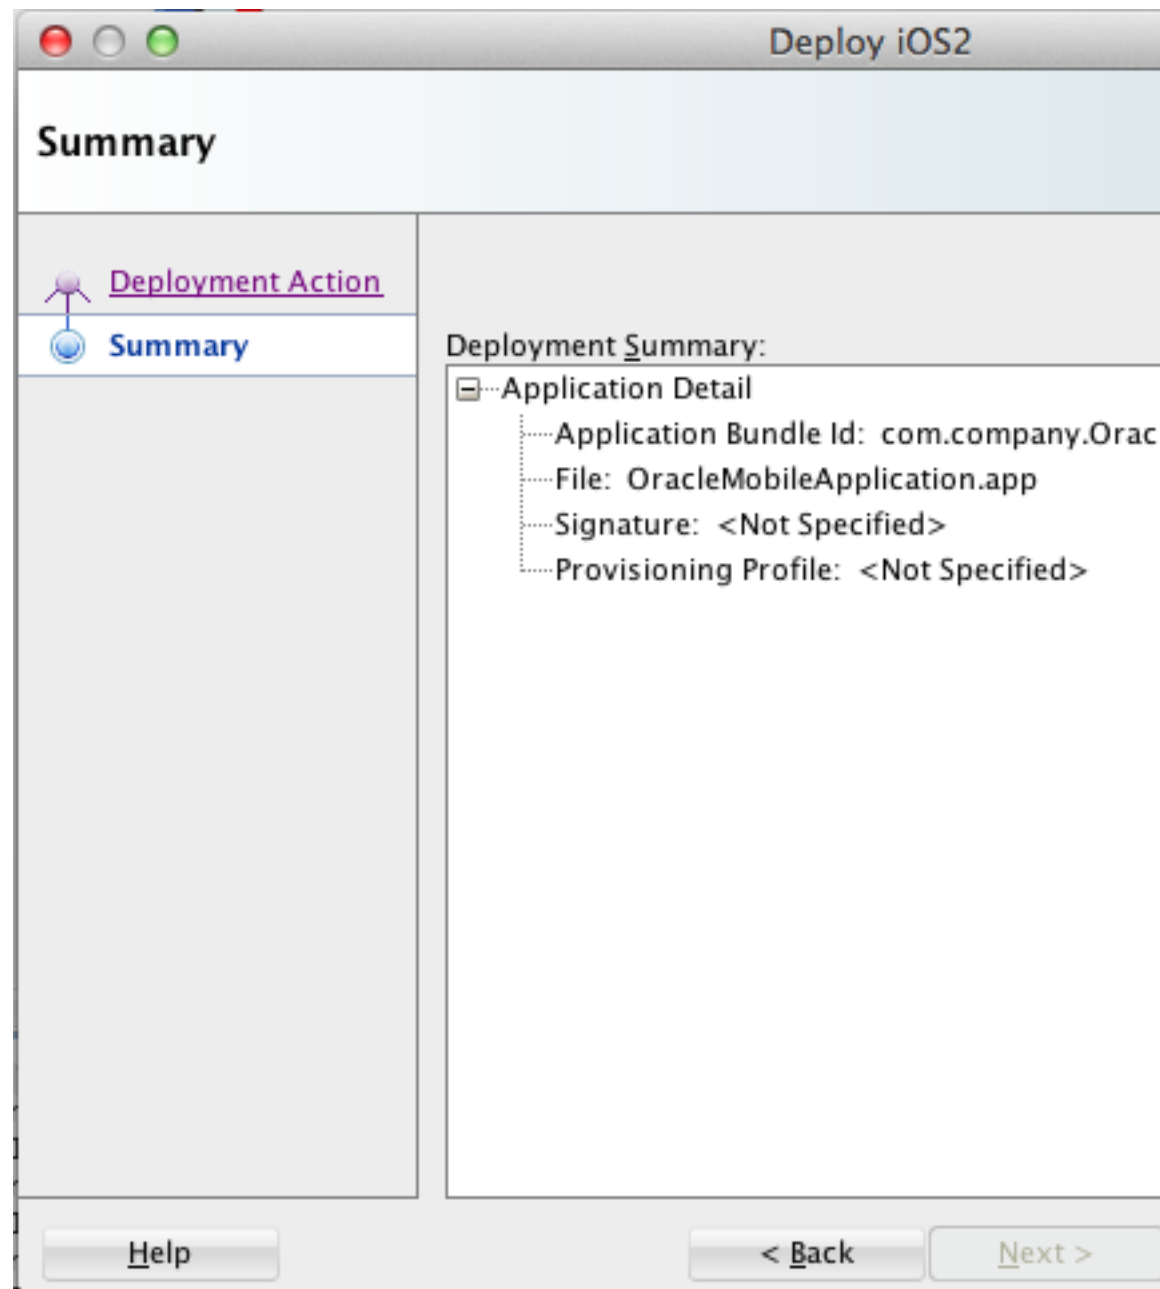 Deploy iOS2
Summary
Deployment Action
Summary
Deployment Summary:
Application Detail
Application Bundle Id: com.company.Orac
File: OracleMobileApplication.app
Signature: <Not Specified>
Provisioning Profile: <Not Specified>
Help
< Back
Next >